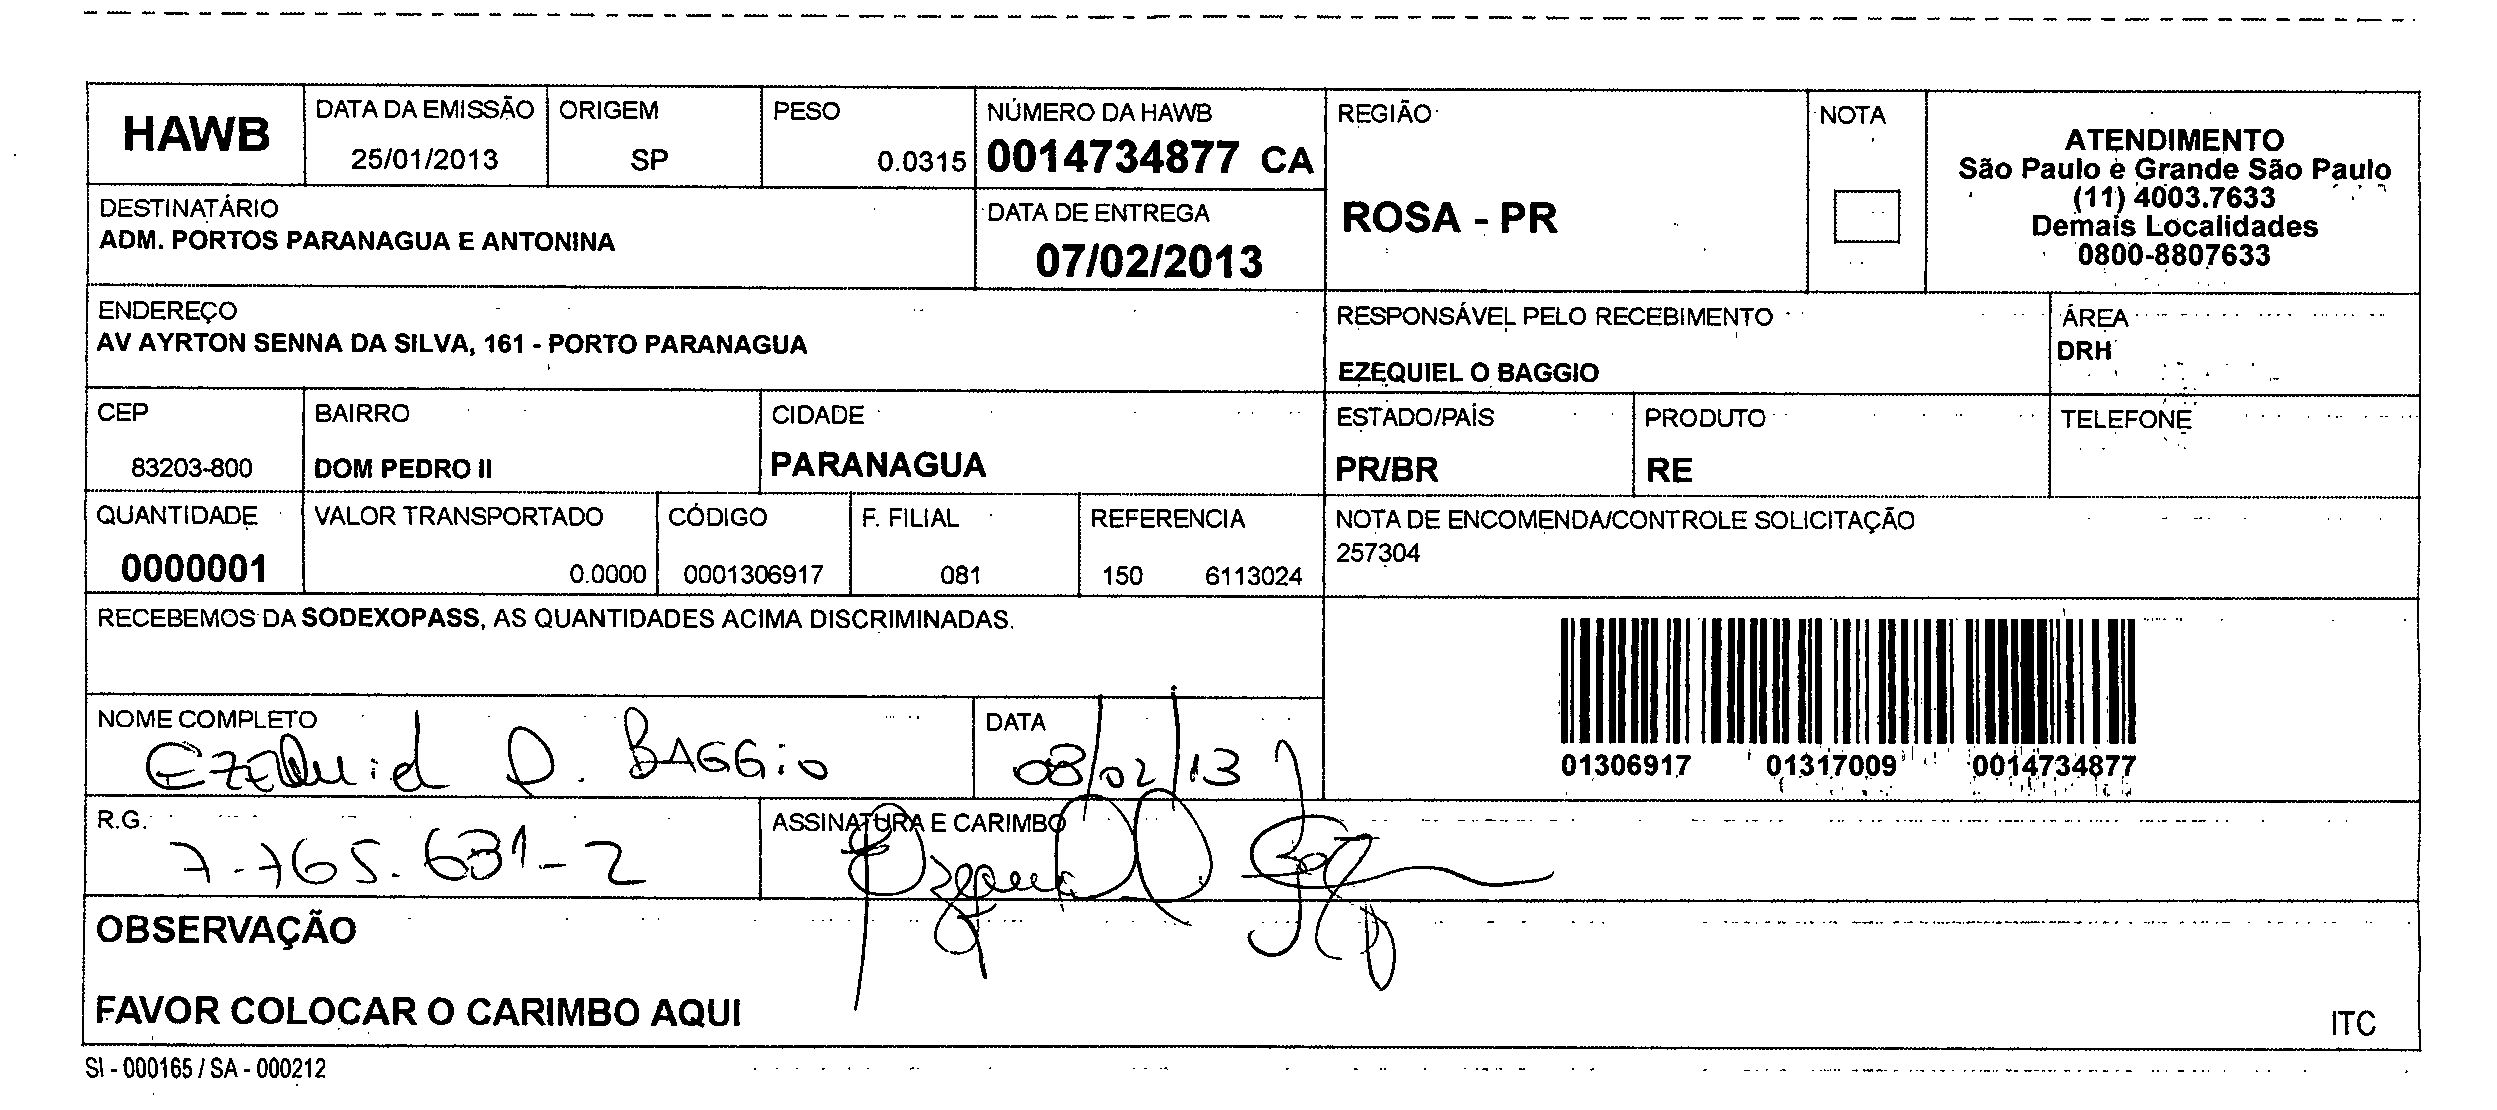 HAWB
DATA DA EMISSÃO
25/01/2013
ORIGEM
SP
PESO
0.0315
NÚMERO DA HAWB
0014734877 CA
REGIÃO
ROSA - PR
NOTA
ATENDIMENTO
São Paulo e Grande São Paulo
(11) 4003.7633
Demais Localidades
0800-8807633
DESTINATÁRIO
ADM. PORTOS PARANAGUA E ANTONINA
DATA DE ENTREGA
07/02/2013
ENDEREÇO
AV AYRTON SENNA DA SILVA, 161 - PORTO PARANAGUA
RESPONSÁVEL PELO RECEBIMENTO
EZEQUIEL O BAGGIO
ÁREA
DRH
CEP
83203-800
BAIRRO
DOM PEDRO II
CIDADE
PARANAGUA
ESTADO/PAÍS
PR/BR
PRODUTO
RE
TELEFONE
QUANTIDADE
0000001
VALOR TRANSPORTADO
0.0000
CÓDIGO
0001306917
F. FILIAL
081
REFERENCIA
150 6113024
NOTA DE ENCOMENDA/CONTROLE SOLICITAÇÃO
257304
RECEBEMOS DA SODEXOPASS, AS QUANTIDADES ACIMA DISCRIMINADAS.
01306917 01317009 0014734877
NOME COMPLETO
Ezequiel O. BAGGio
DATA
08/02/13
R.G.
7.765.631-2
ASSINATURA E CARIMBO
OBSERVAÇÃO
FAVOR COLOCAR O CARIMBO AQUI
ITC
SI - 000165 / SA - 000212